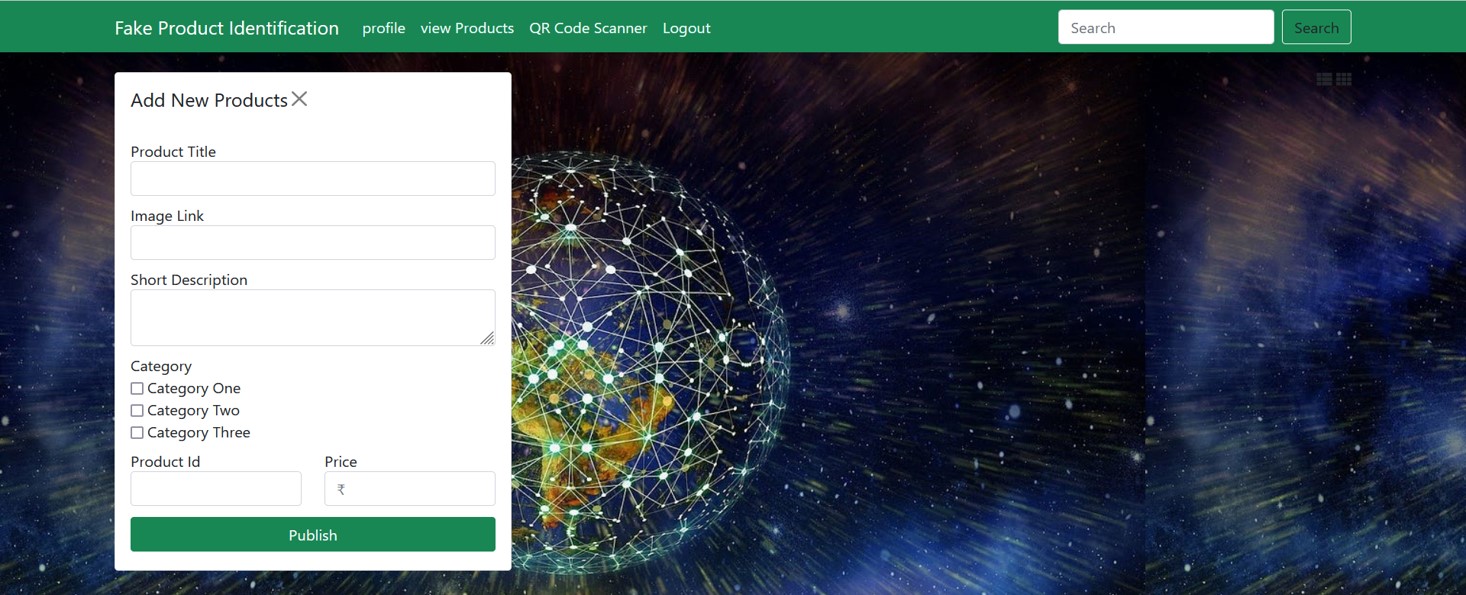 Fake Product Identification profile view Products QR Code Scanner Logout Search Search
Add New Products
Product Title
Image Link
Short Description
Category
Category One
Category Two
Category Three
Product Id Price
₹
Publish